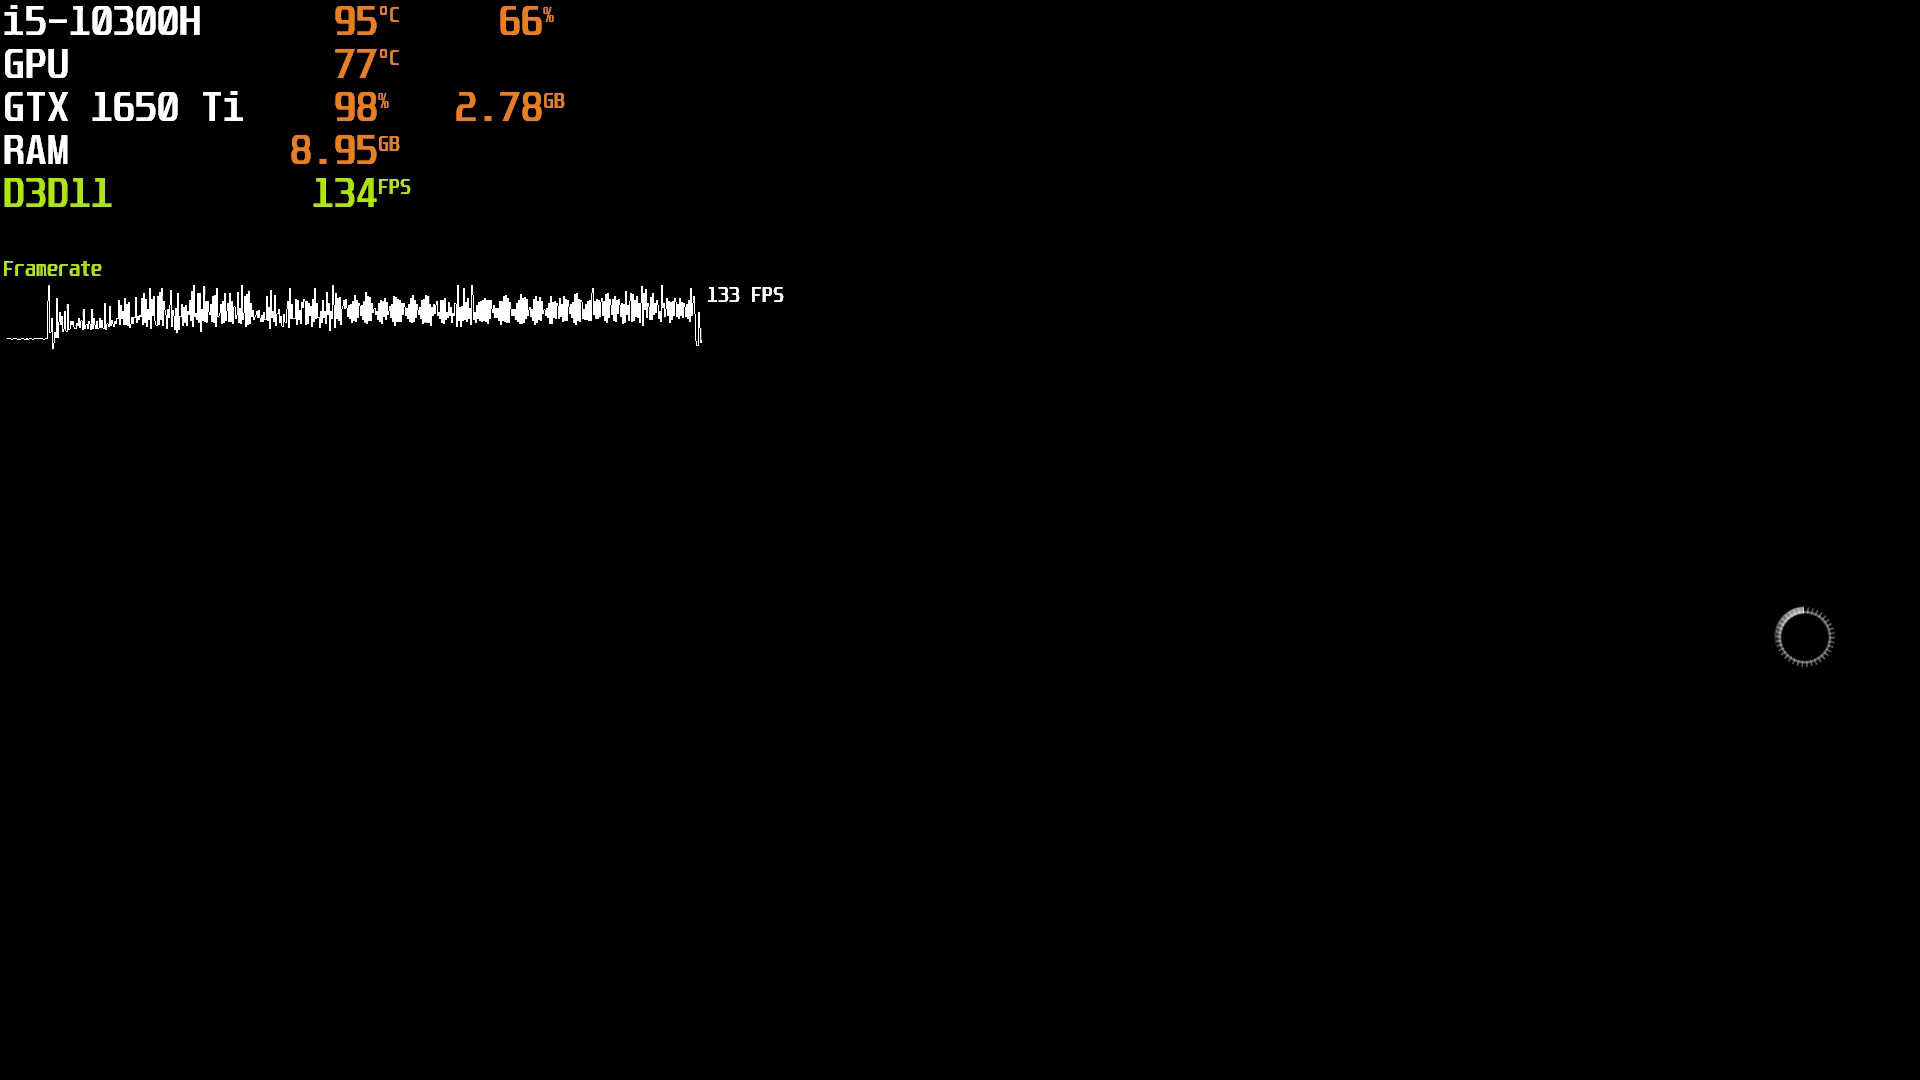 i5-10300H 95°C 66%
GPU 77°C
GTX 1650 Ti 98% 2.78GB
RAM 8.95GB
D3D11 134FPS
Framerate
133 FPS